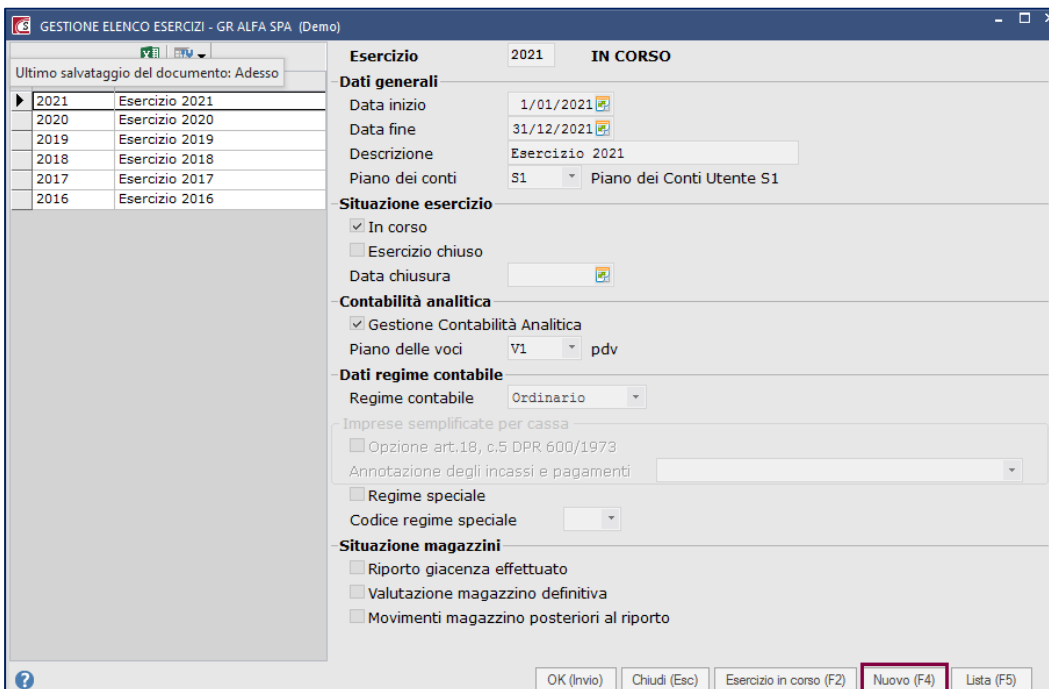 GESTIONE ELENCO ESERCIZI - GR ALFA SPA (Demo)
Ultimo salvataggio del documento: Adesso
2021 Esercizio 2021
2020 Esercizio 2020
2019 Esercizio 2019
2018 Esercizio 2018
2017 Esercizio 2017
2016 Esercizio 2016
Esercizio 2021 IN CORSO
Dati generali
Data inizio 1/01/2021
Data fine 31/12/2021
Descrizione Esercizio 2021
Piano dei conti S1 Piano dei Conti Utente S1
Situazione esercizio
In corso
Esercizio chiuso
Data chiusura
Contabilità analitica
Gestione Contabilità Analitica
Piano delle voci V1 pdv
Dati regime contabile
Regime contabile Ordinario
Imprese semplificate per cassa
Opzione art.18, c.5 DPR 600/1973
Annotazione degli incassi e pagamenti
Regime speciale
Codice regime speciale
Situazione magazzini
Riporto giacenza effettuato
Valutazione magazzino definitiva
Movimenti magazzino posteriori al riporto
OK (Invio) Chiudi (Esc) Esercizio in corso (F2) Nuovo (F4) Lista (F5)